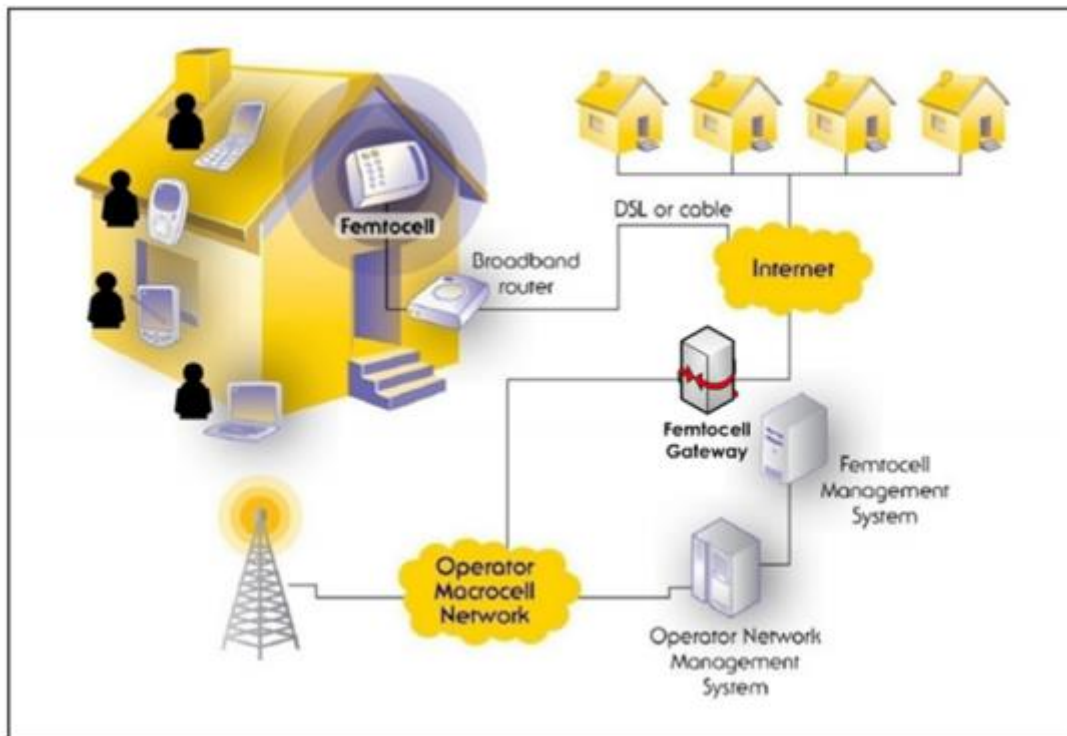 Femtocell
Broadband
router
DSL or cable
Internet
Femtocell
Gateway
Femtocell
Management
System
Operator
Macrocell
Network
Operator Network
Management
System